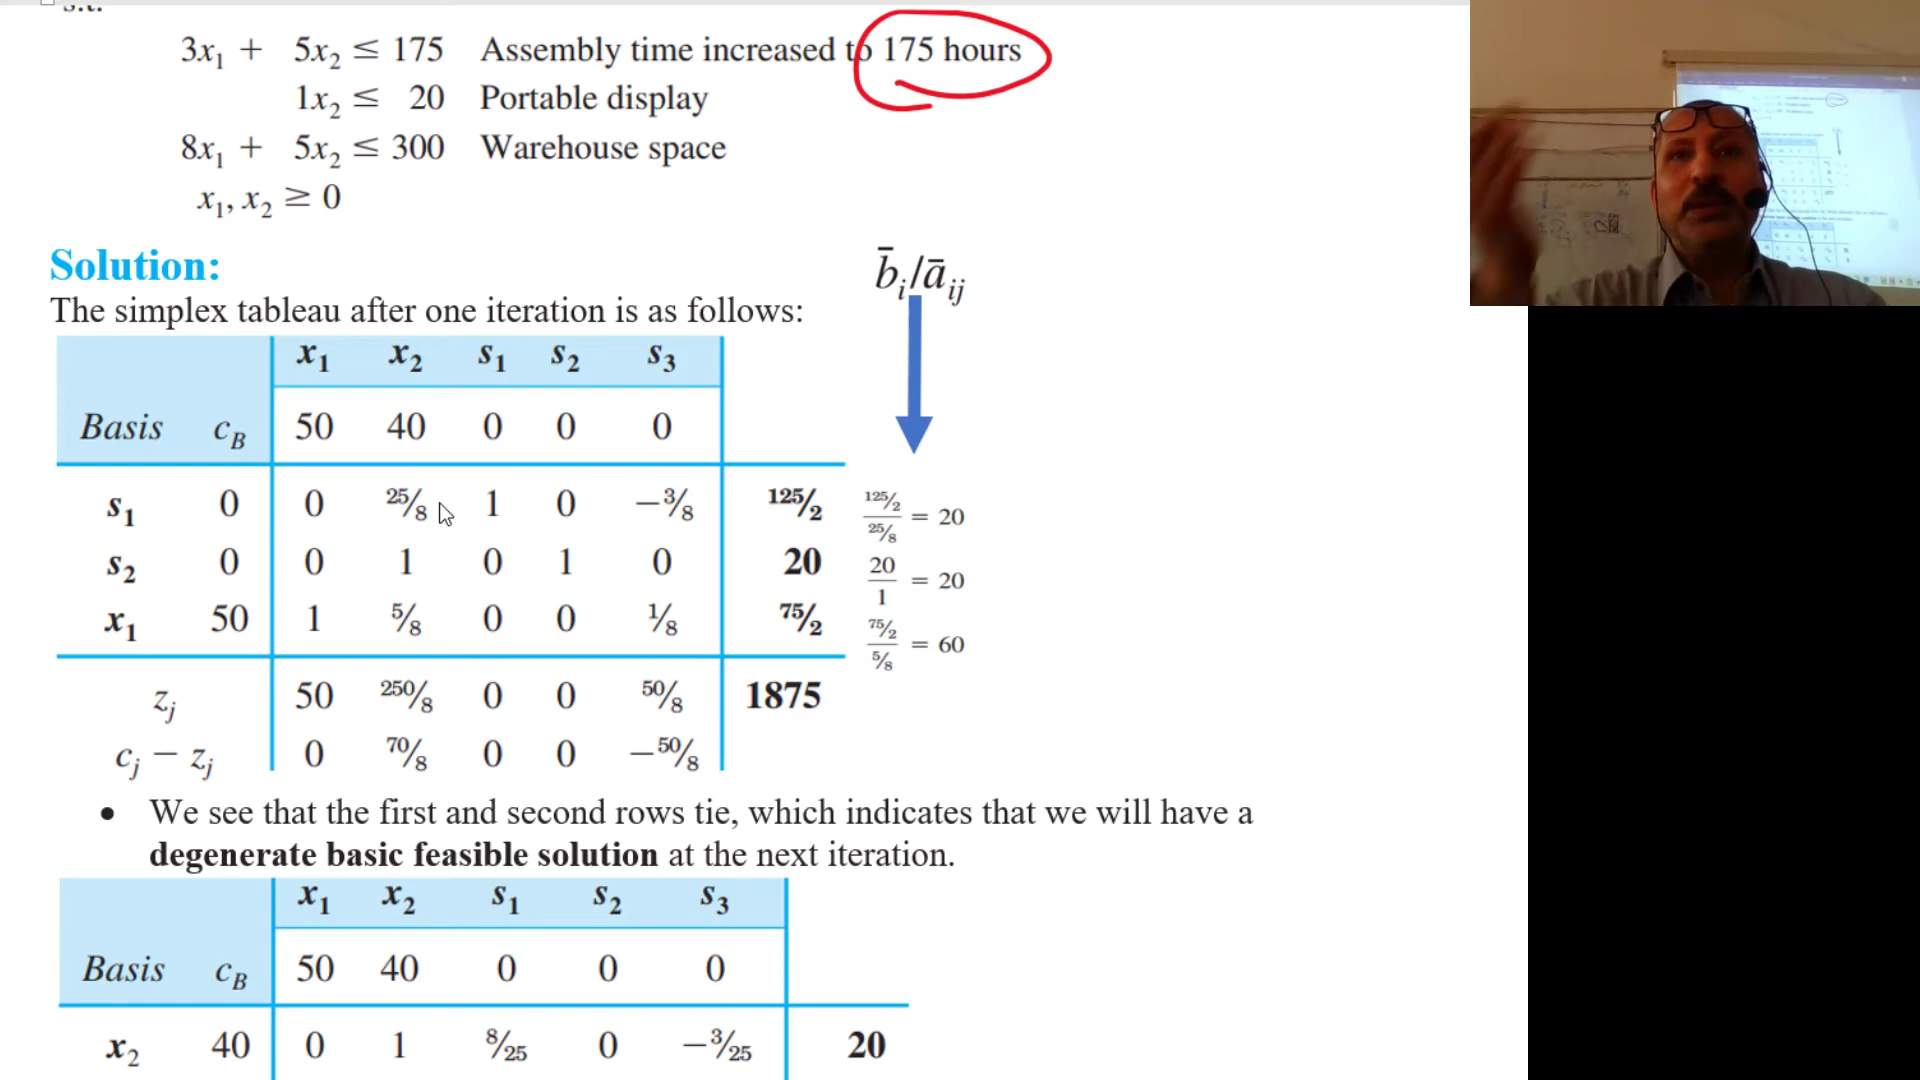 s.t.
3x₁ + 5x₂ ≤ 175 Assembly time increased to 175 hours
1x₂ ≤ 20 Portable display
8x₁ + 5x₂ ≤ 300 Warehouse space
x₁, x₂ ≥ 0
Solution:
b̄ᵢ/āᵢⱼ
The simplex tableau after one iteration is as follows:
x₁ x₂ s₁ s₂ s₃
Basis c_B 50 40 0 0 0
s₁ 0 0 25/8 1 0 −3/8 125/2 125/2 / 25/8 = 20
s₂ 0 0 1 0 1 0 20 20/1 = 20
x₁ 50 1 5/8 0 0 1/8 75/2 75/2 / 5/8 = 60
zⱼ 50 250/8 0 0 50/8 1875
cⱼ − zⱼ 0 70/8 0 0 −50/8
• We see that the first and second rows tie, which indicates that we will have a
degenerate basic feasible solution at the next iteration.
x₁ x₂ s₁ s₂ s₃
Basis c_B 50 40 0 0 0
x₂ 40 0 1 8/25 0 −3/25 20